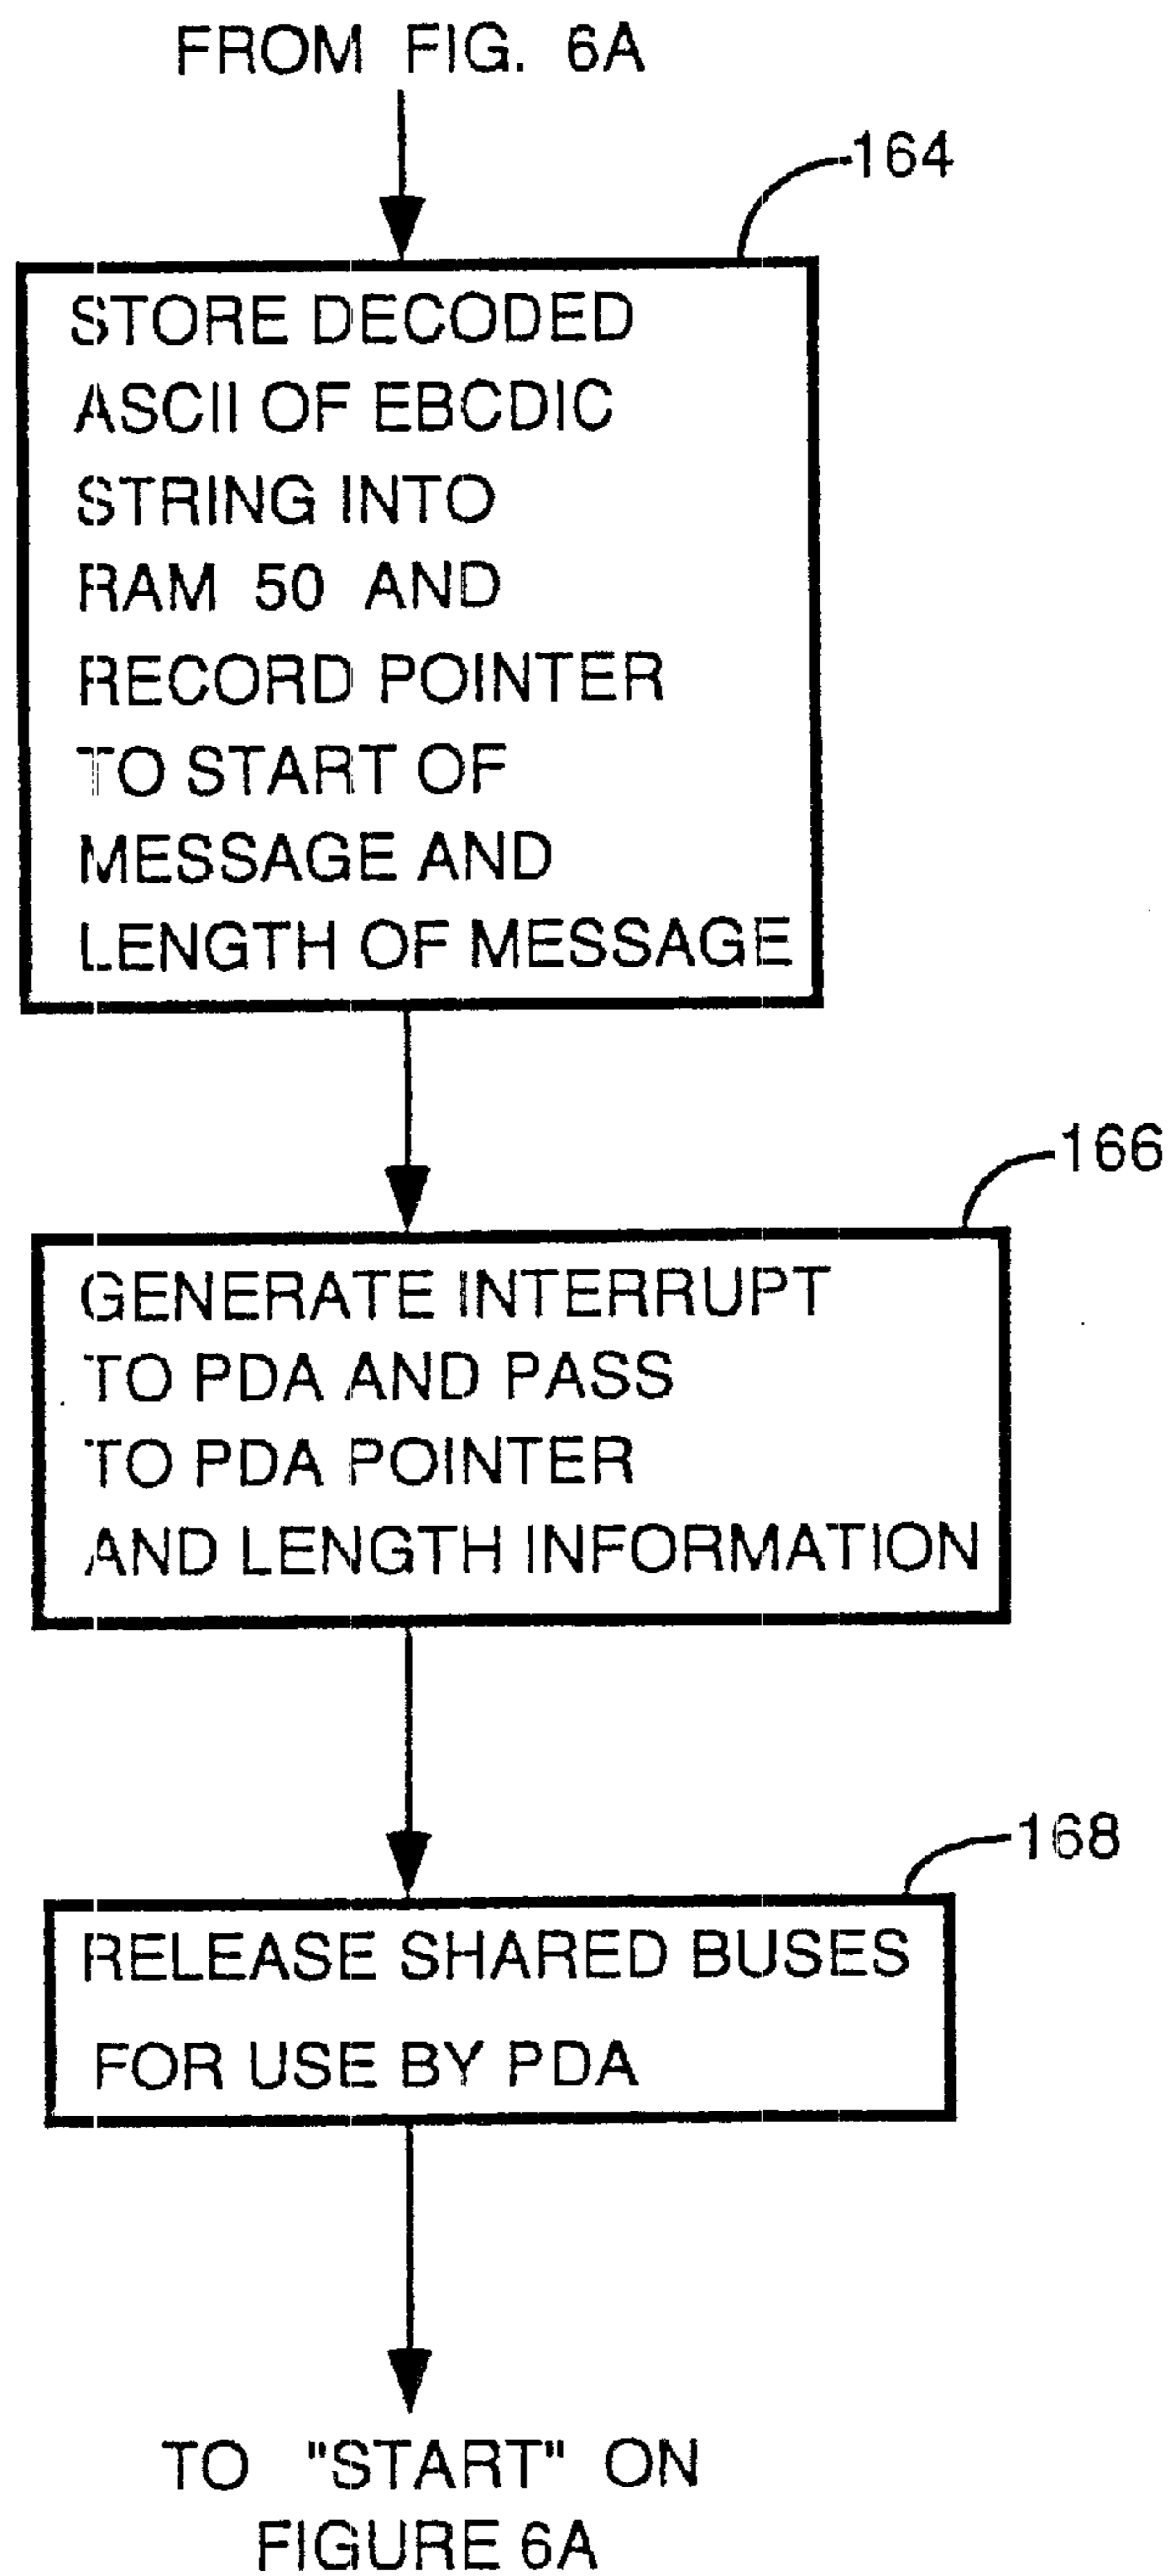 FROM FIG. 6A
164
STORE DECODED
ASCII OF EBCDIC
STRING INTO
RAM 50 AND
RECORD POINTER
TO START OF
MESSAGE AND
LENGTH OF MESSAGE
166
GENERATE INTERRUPT
TO PDA AND PASS
TO PDA POINTER
AND LENGTH INFORMATION
168
RELEASE SHARED BUSES
FOR USE BY PDA
TO "START" ON
FIGURE 6A